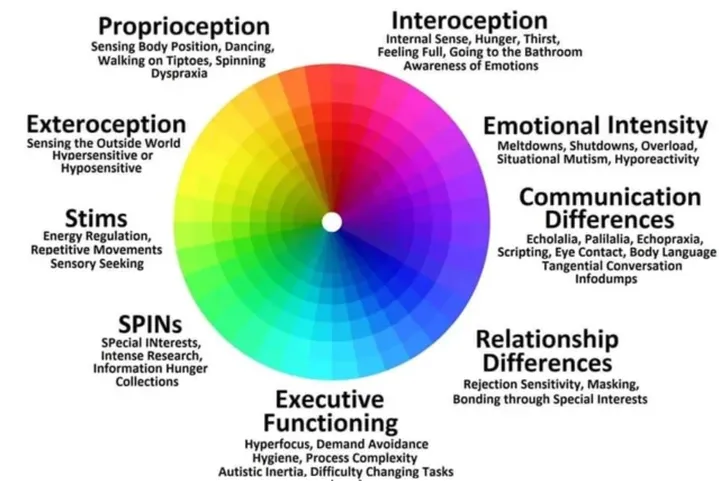 Proprioception
Sensing Body Position, Dancing,
Walking on Tiptoes, Spinning
Dyspraxia
Interoception
Internal Sense, Hunger, Thirst,
Feeling Full, Going to the Bathroom
Awareness of Emotions
Exteroception
Sensing the Outside World
Hypersensitive or
Hyposensitive
Emotional Intensity
Meltdowns, Shutdowns, Overload,
Situational Mutism, Hyporeactivity
Stims
Energy Regulation,
Repetitive Movements
Sensory Seeking
Communication
Differences
Echolalia, Palilalia, Echopraxia,
Scripting, Eye Contact, Body Language
Tangential Conversation
Infodumps
SPINs
SPecial INterests,
Intense Research,
Information Hunger
Collections
Relationship
Differences
Rejection Sensitivity, Masking,
Bonding through Special Interests
Executive
Functioning
Hyperfocus, Demand Avoidance
Hygiene, Process Complexity
Autistic Inertia, Difficulty Changing Tasks